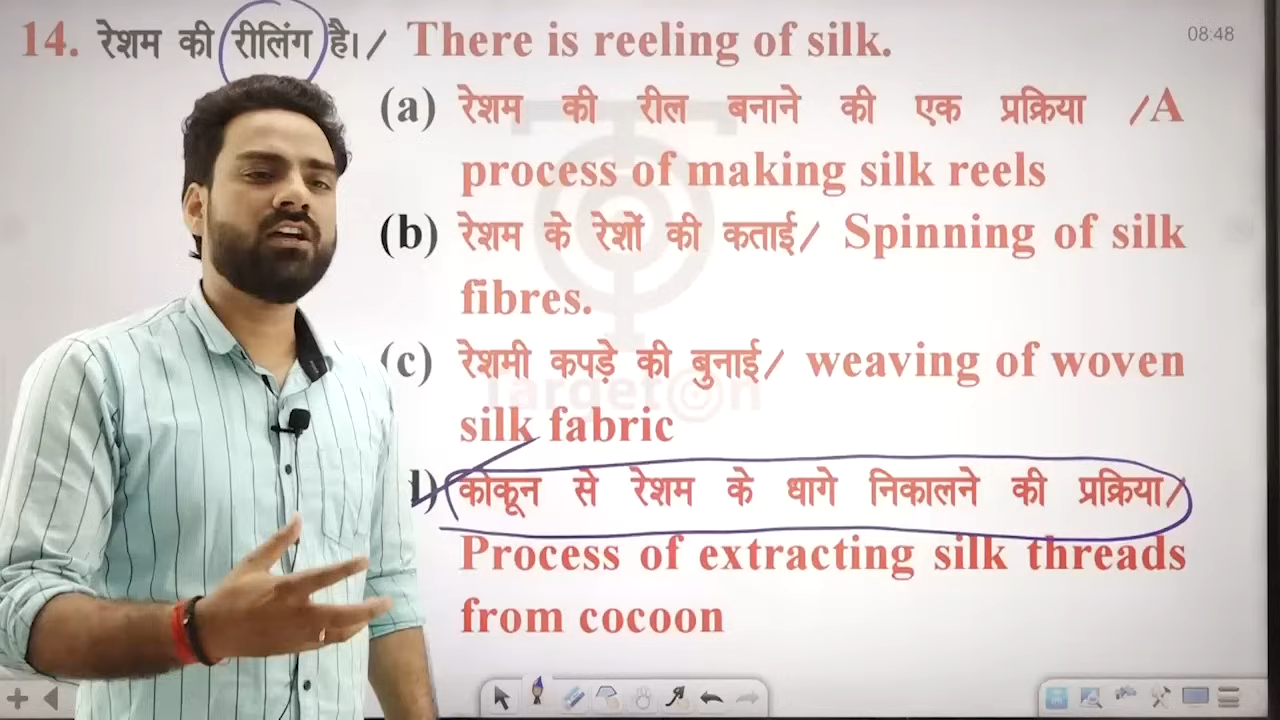 14. रेशम की रीलिंग है। / There is reeling of silk.
08:48
(a) रेशम की रील बनाने की एक प्रक्रिया /A
process of making silk reels
(b) रेशम के रेशों की कताई/ Spinning of silk
fibres.
(c) रेशमी कपड़े की बुनाई/ weaving of woven
silk fabric
TargetOn
कोकून से रेशम के धागे निकालने की प्रक्रिया/
Process of extracting silk threads
from cocoon